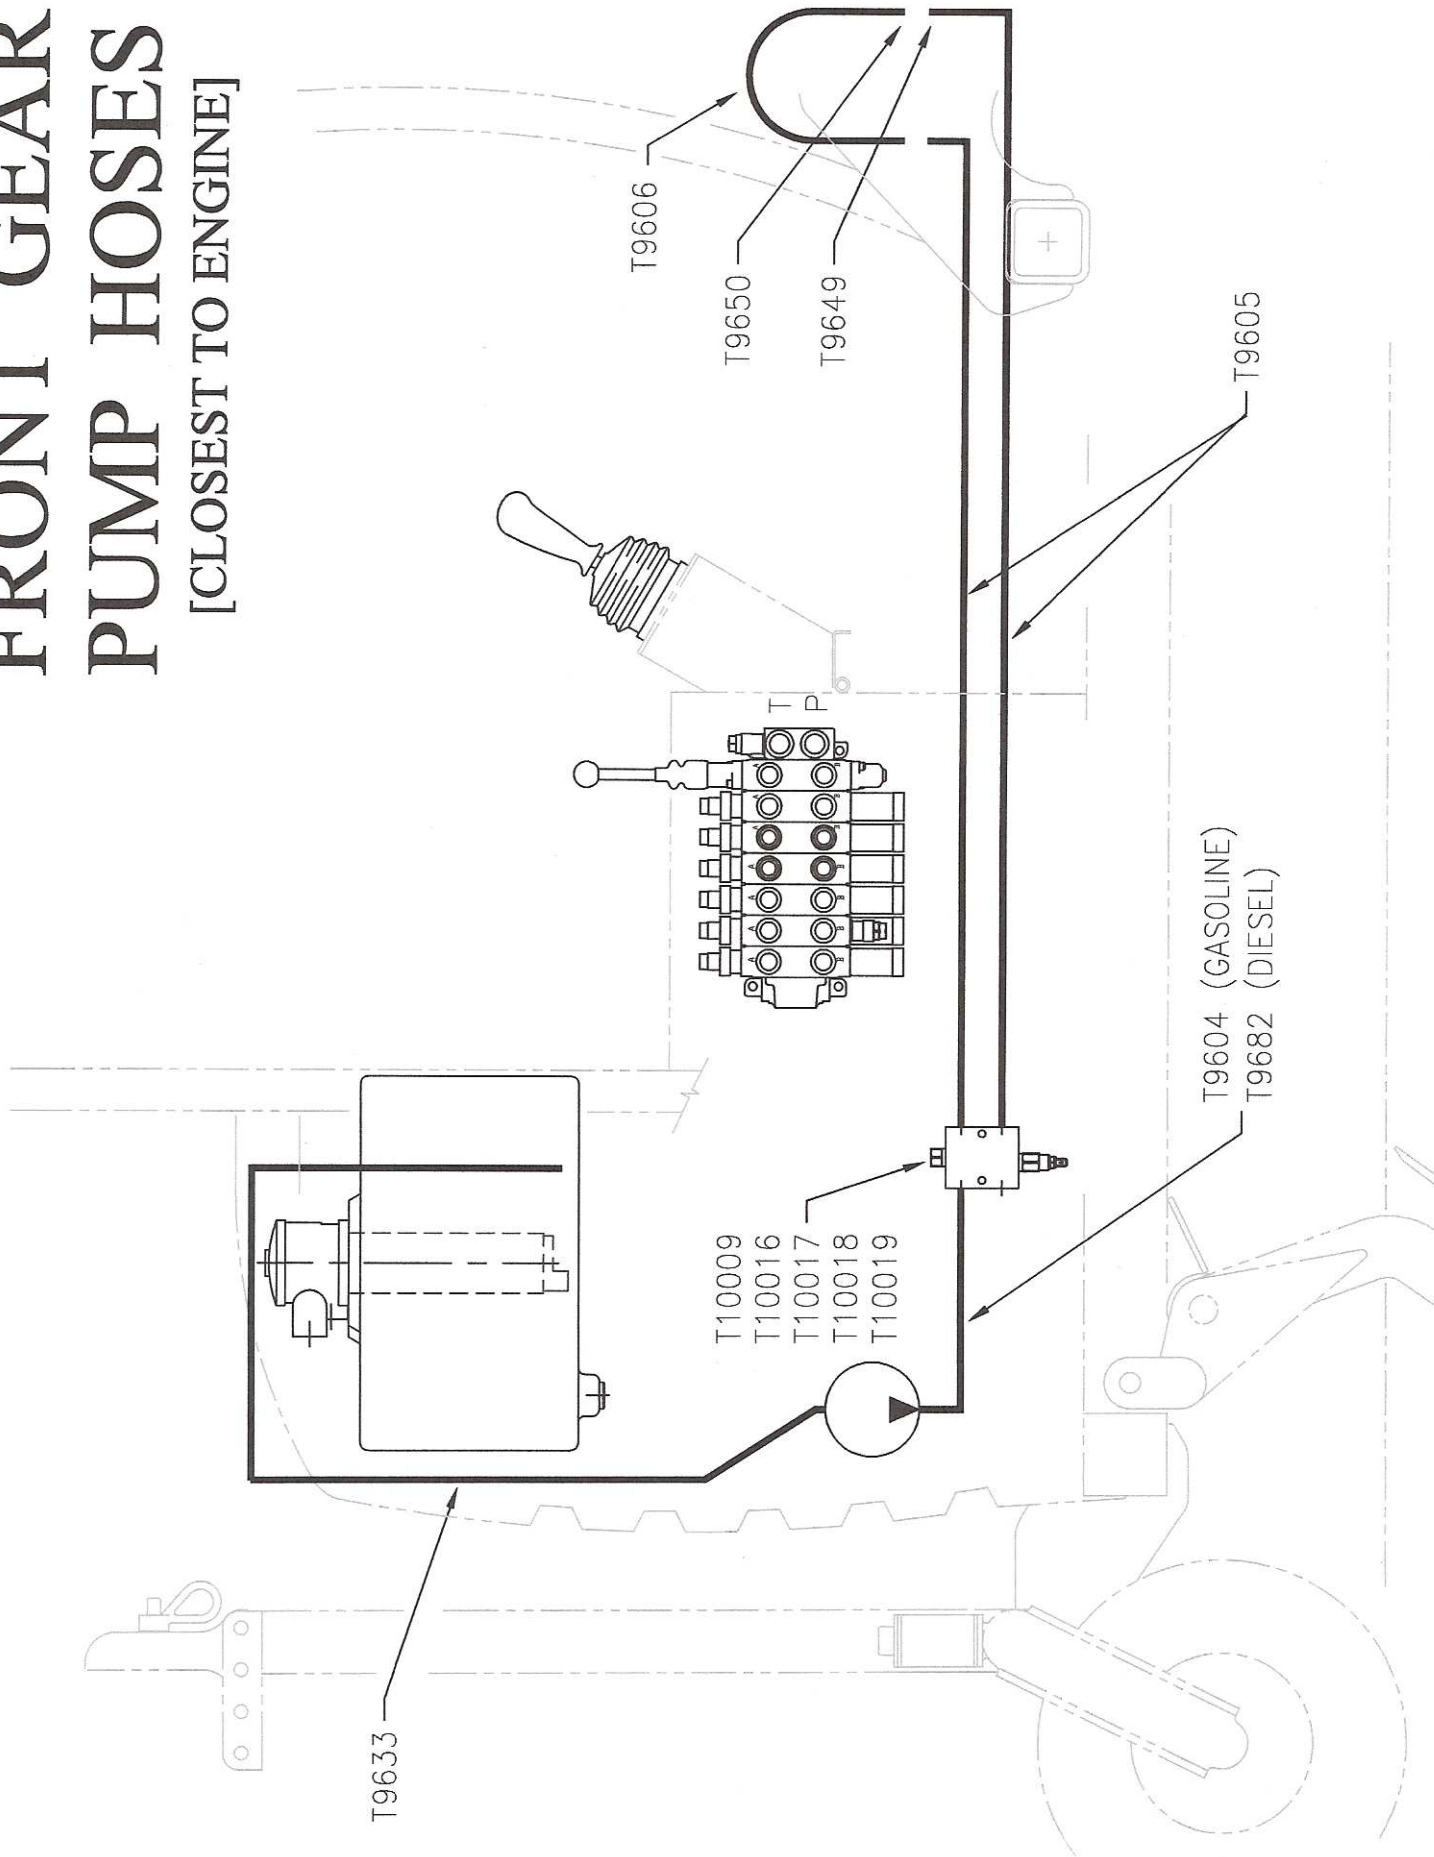 FRONT GEAR
PUMP HOSES
[CLOSEST TO ENGINE]
T9606
T9650
T9649
T9605
T
P
T9604 (GASOLINE)
T9682 (DIESEL)
T10009
T10016
T10017
T10018
T10019
T9633